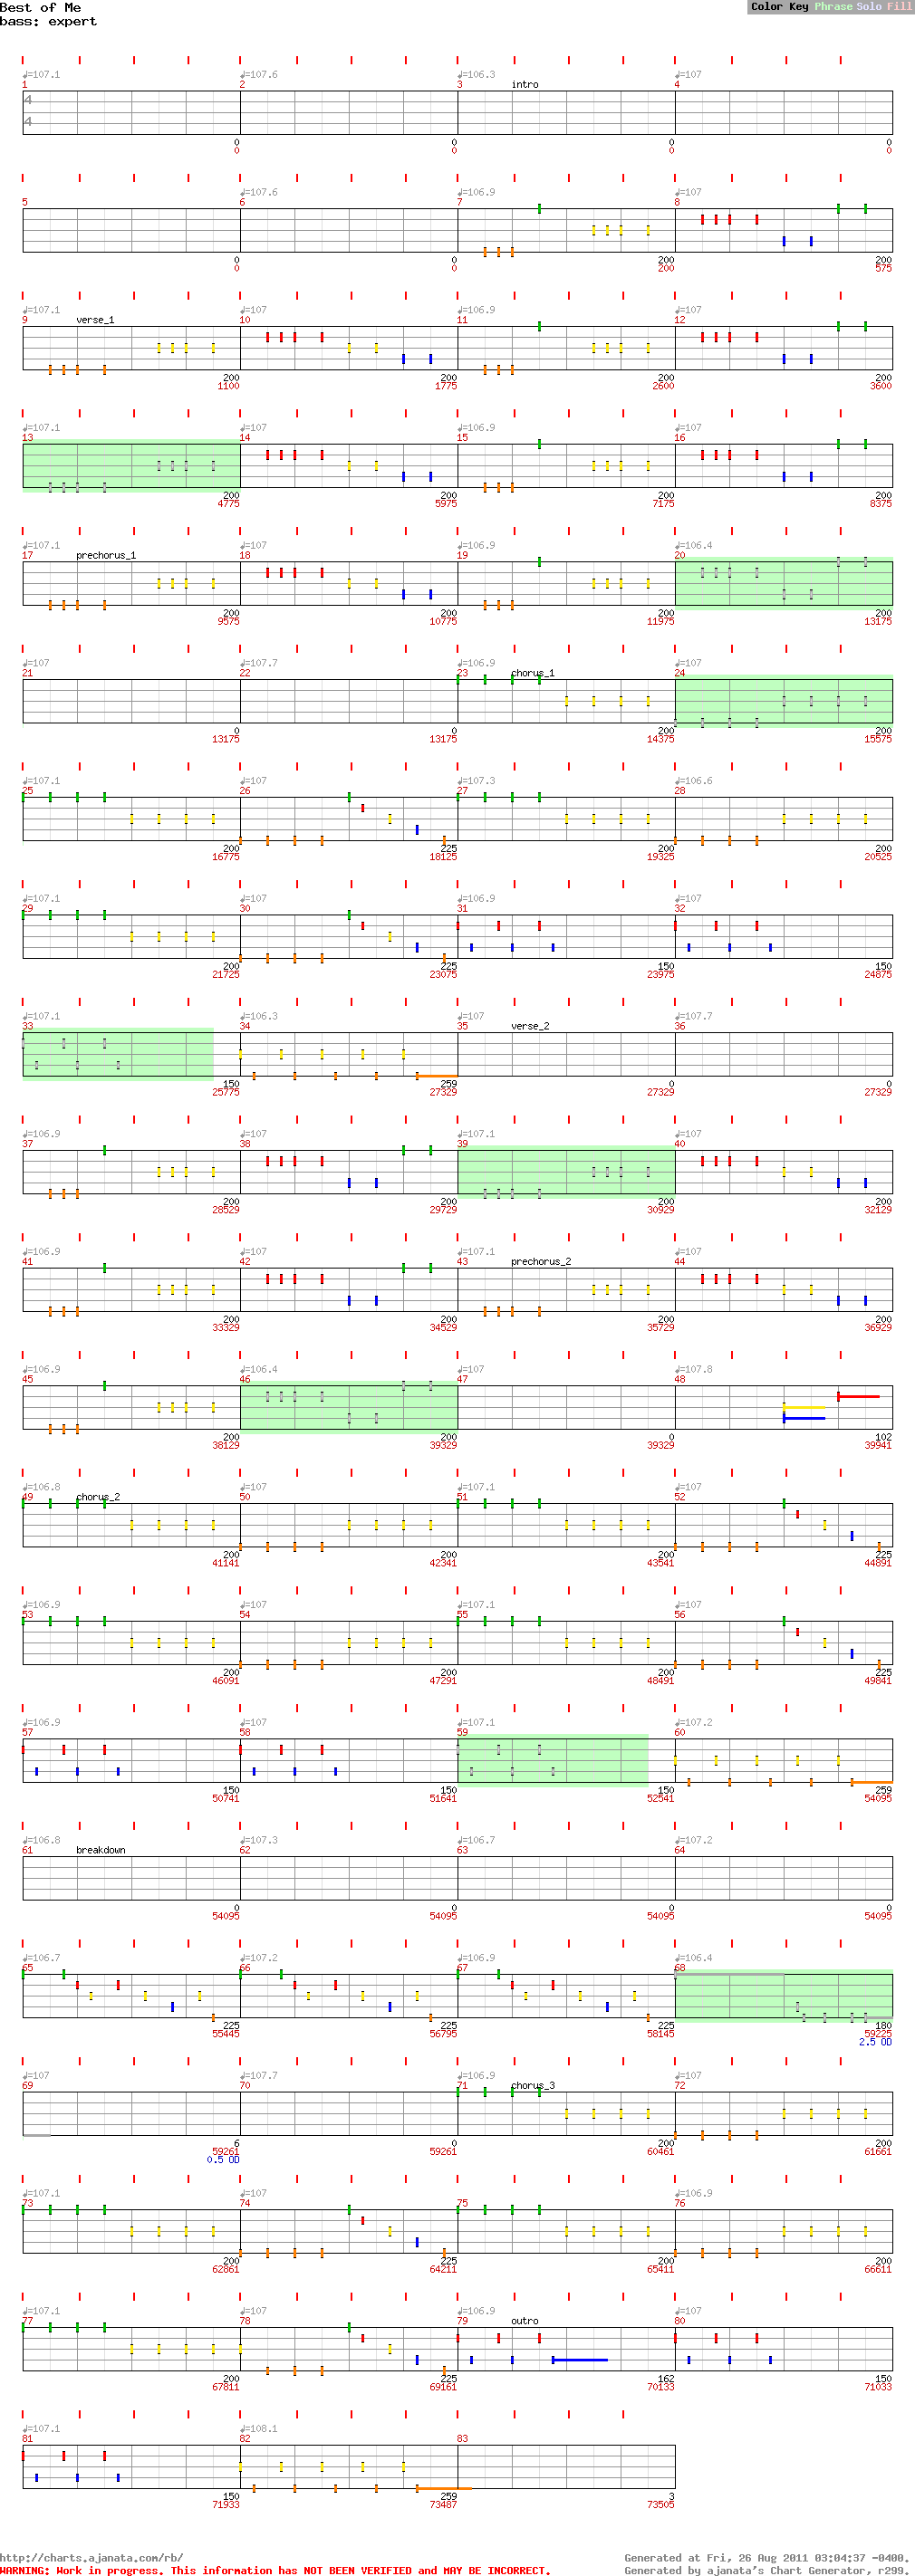 Best of Me
bass: expert
Color Key Phrase Solo Fill
♩=107.1 ♩=107.6 ♩=106.3 ♩=107
1 2 3 intro 4
4
4
0 0 0 0
0 0 0 0
♩=107.6 ♩=106.9 ♩=107
5 6 7 8
0 0 200 200
0 0 200 575
♩=107.1 ♩=107 ♩=106.9 ♩=107
9 verse_1 10 11 12
200 200 200 200
1100 1775 2600 3600
♩=107.1 ♩=107 ♩=106.9 ♩=107
13 14 15 16
200 200 200 200
4775 5975 7175 8375
♩=107.1 ♩=107 ♩=106.9 ♩=106.4
17 prechorus_1 18 19 20
200 200 200 200
9575 10775 11975 13175
♩=107 ♩=107.7 ♩=106.9 ♩=107
21 22 23 chorus_1 24
0 0 200 200
13175 13175 14375 15575
♩=107.1 ♩=107 ♩=107.3 ♩=106.6
25 26 27 28
200 225 200 200
16775 18125 19325 20525
♩=107.1 ♩=107 ♩=106.9 ♩=107
29 30 31 32
200 225 150 150
21725 23075 23975 24875
♩=107.1 ♩=106.3 ♩=107 ♩=107.7
33 34 35 verse_2 36
150 259 0 0
25775 27329 27329 27329
♩=106.9 ♩=107 ♩=107.1 ♩=107
37 38 39 40
200 200 200 200
28529 29729 30929 32129
♩=106.9 ♩=107 ♩=107.1 ♩=107
41 42 43 prechorus_2 44
200 200 200 200
33329 34529 35729 36929
♩=106.9 ♩=106.4 ♩=107 ♩=107.8
45 46 47 48
200 200 0 102
38129 39329 39329 39941
♩=106.8 ♩=107 ♩=107.1 ♩=107
49 chorus_2 50 51 52
200 200 200 225
41141 42341 43541 44891
♩=106.9 ♩=107 ♩=107.1 ♩=107
53 54 55 56
200 200 200 225
46091 47291 48491 49841
♩=106.9 ♩=107 ♩=107.1 ♩=107.2
57 58 59 60
150 150 150 259
50741 51641 52541 54095
♩=106.8 ♩=107.3 ♩=106.7 ♩=107.2
61 breakdown 62 63 64
0 0 0 0
54095 54095 54095 54095
♩=106.7 ♩=107.2 ♩=106.9 ♩=106.4
65 66 67 68
225 225 225 180
55445 56795 58145 59225
2.5 OD
♩=107 ♩=107.7 ♩=106.9 ♩=107
69 70 71 chorus_3 72
6 0 200 200
59261 59261 60461 61661
0.5 OD
♩=107.1 ♩=107 ♩=106.9
73 74 75 76
200 225 200 200
62861 64211 65411 66611
♩=107.1 ♩=107 ♩=106.9 ♩=107
77 78 79 outro 80
200 225 162 150
67811 69161 70133 71033
♩=107.1 ♩=108.1
81 82 83
150 259 3
71933 73487 73505
http://charts.ajanata.com/rb/
Generated at Fri, 26 Aug 2011 03:04:37 -0400.
WARNING: Work in progress. This information has NOT BEEN VERIFIED and MAY BE INCORRECT.
Generated by ajanata's Chart Generator, r299.